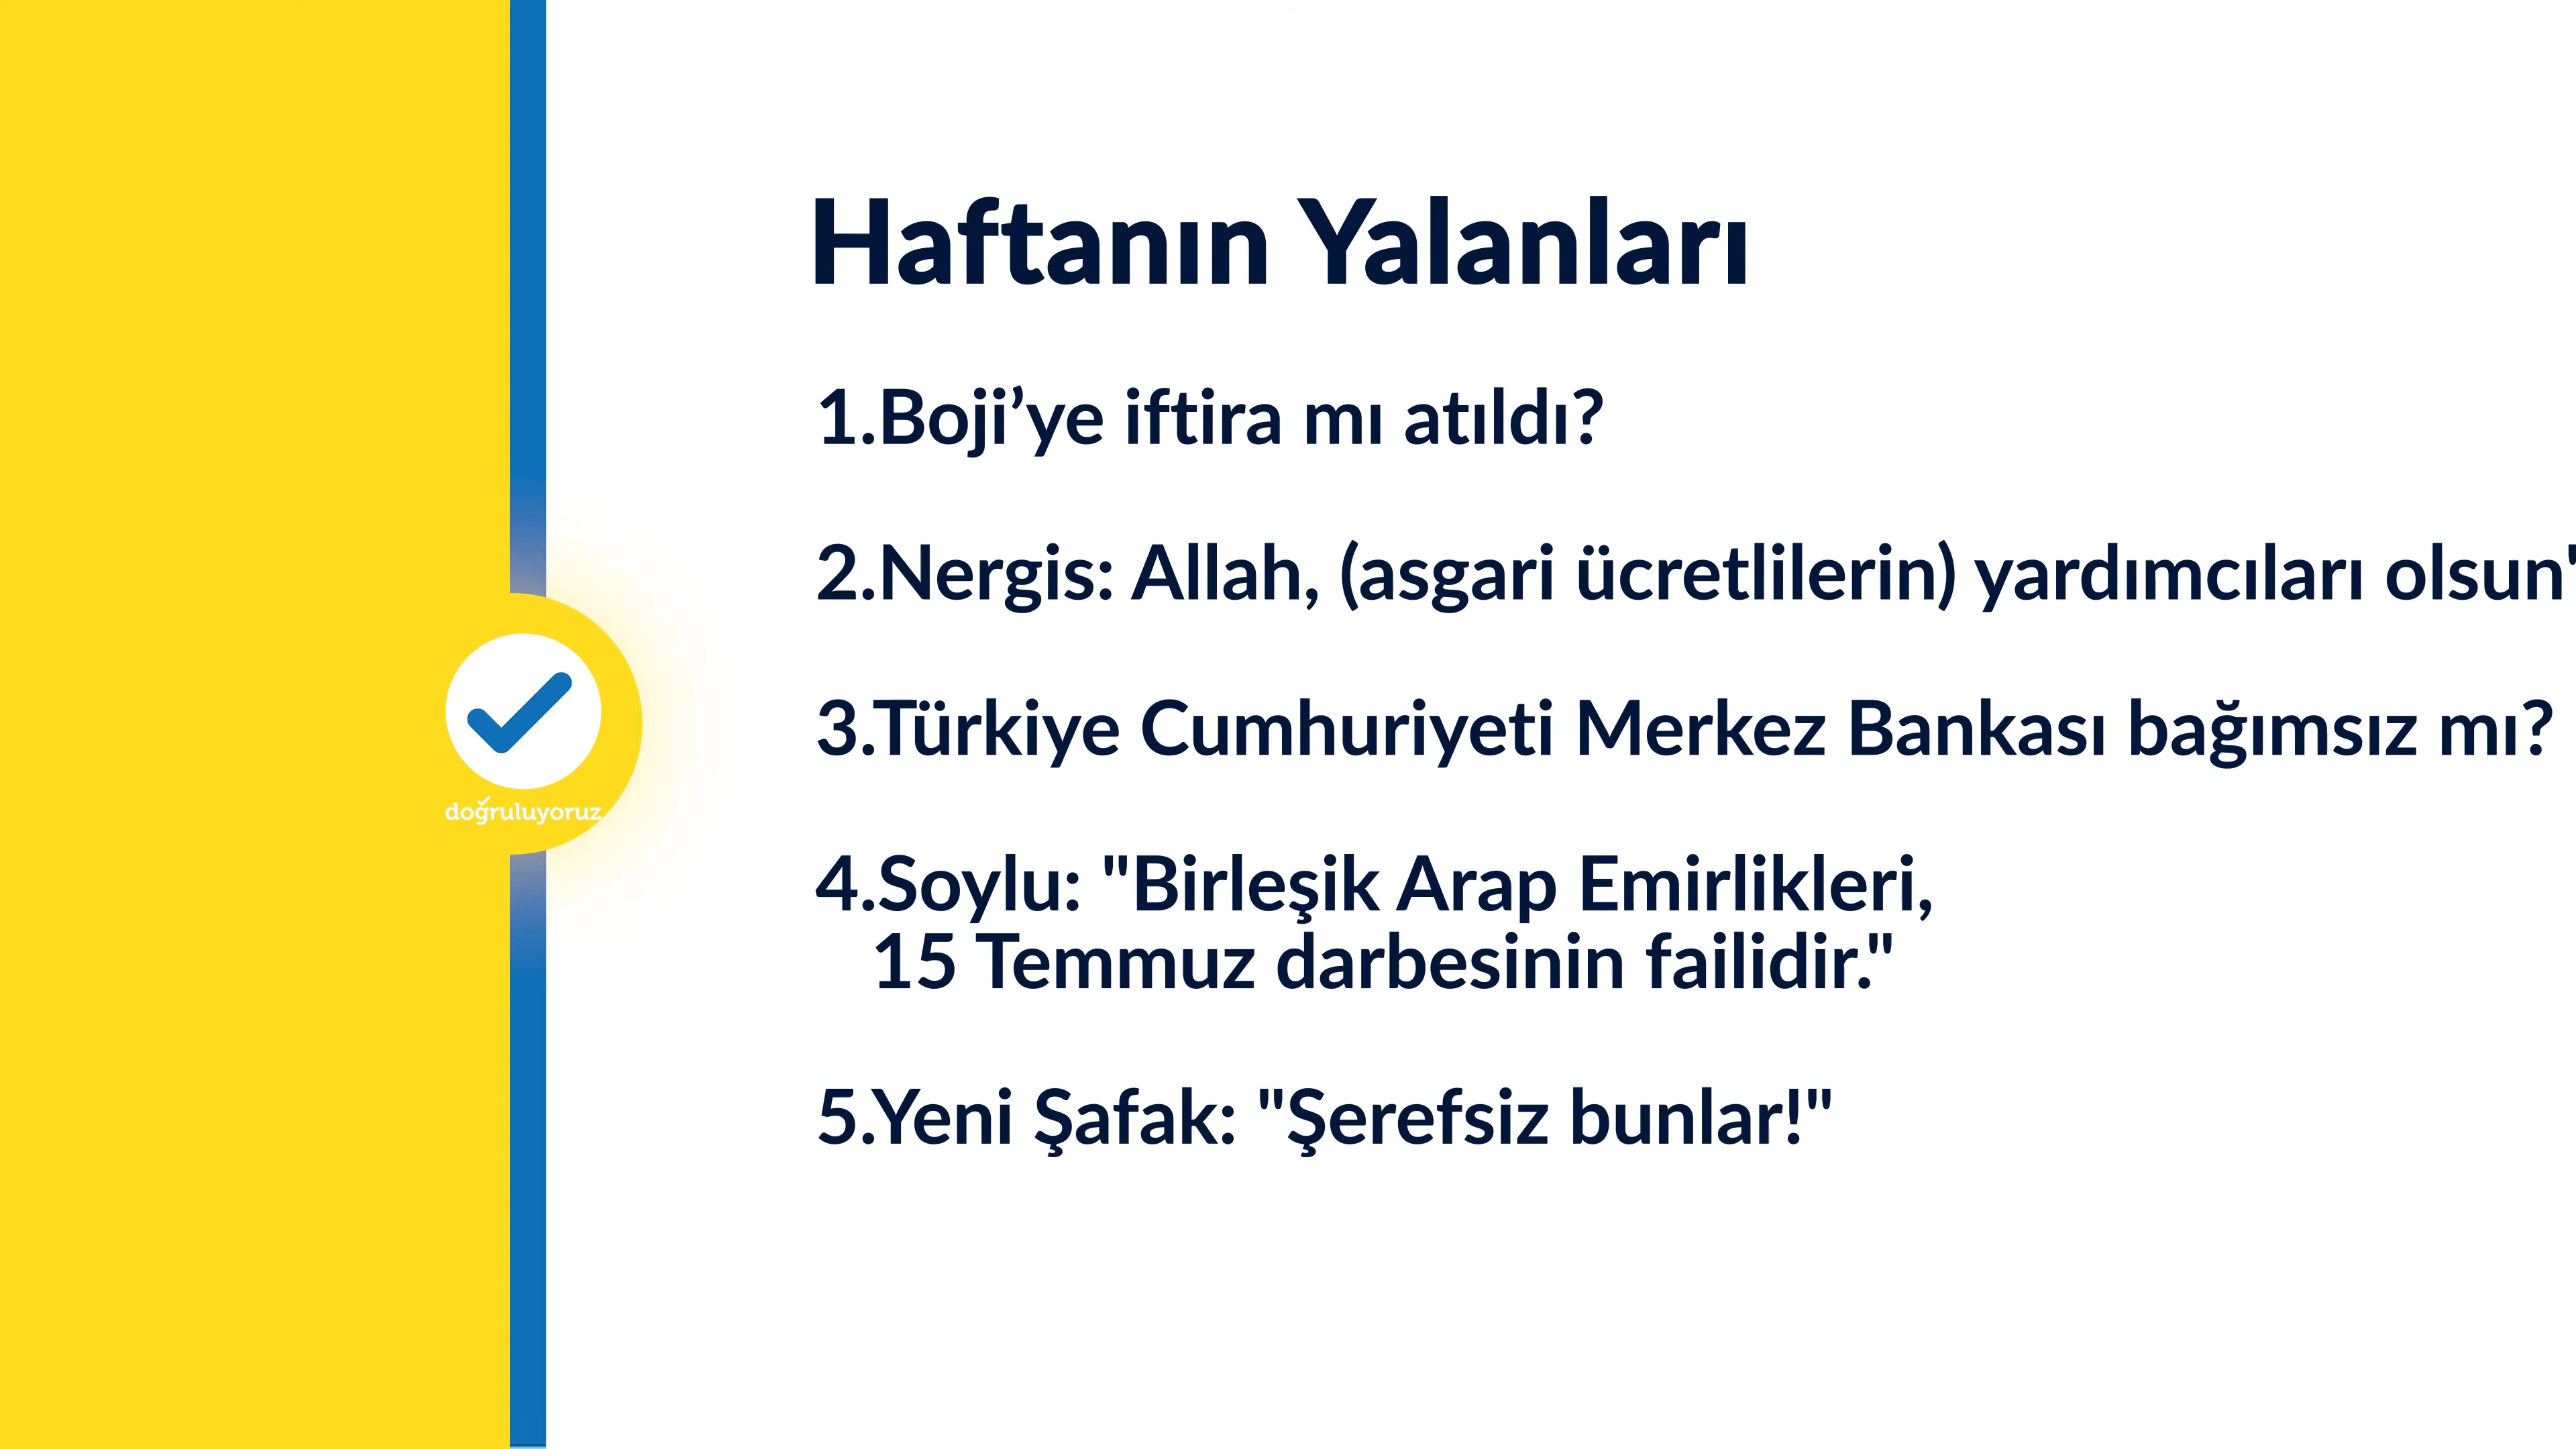 Haftanın Yalanları
1.Boji’ye iftira mı atıldı?
2.Nergis: Allah, (asgari ücretlilerin) yardımcıları olsun"
3.Türkiye Cumhuriyeti Merkez Bankası bağımsız mı?
4.Soylu: "Birleşik Arap Emirlikleri,
15 Temmuz darbesinin failidir."
5.Yeni Şafak: "Şerefsiz bunlar!"
doğruluyoruz